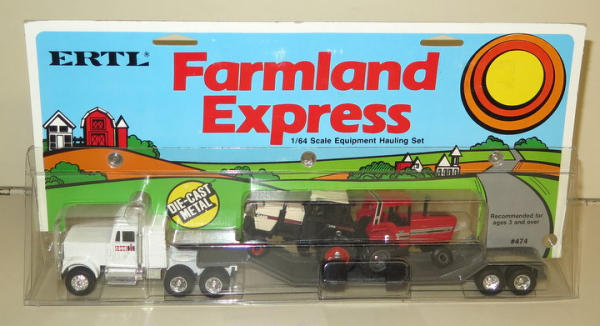 ERTL
Farmland
Express
1/64 Scale Equipment Hauling Set
DIE-CAST
METAL
Recommended for
ages 3 and over
#474